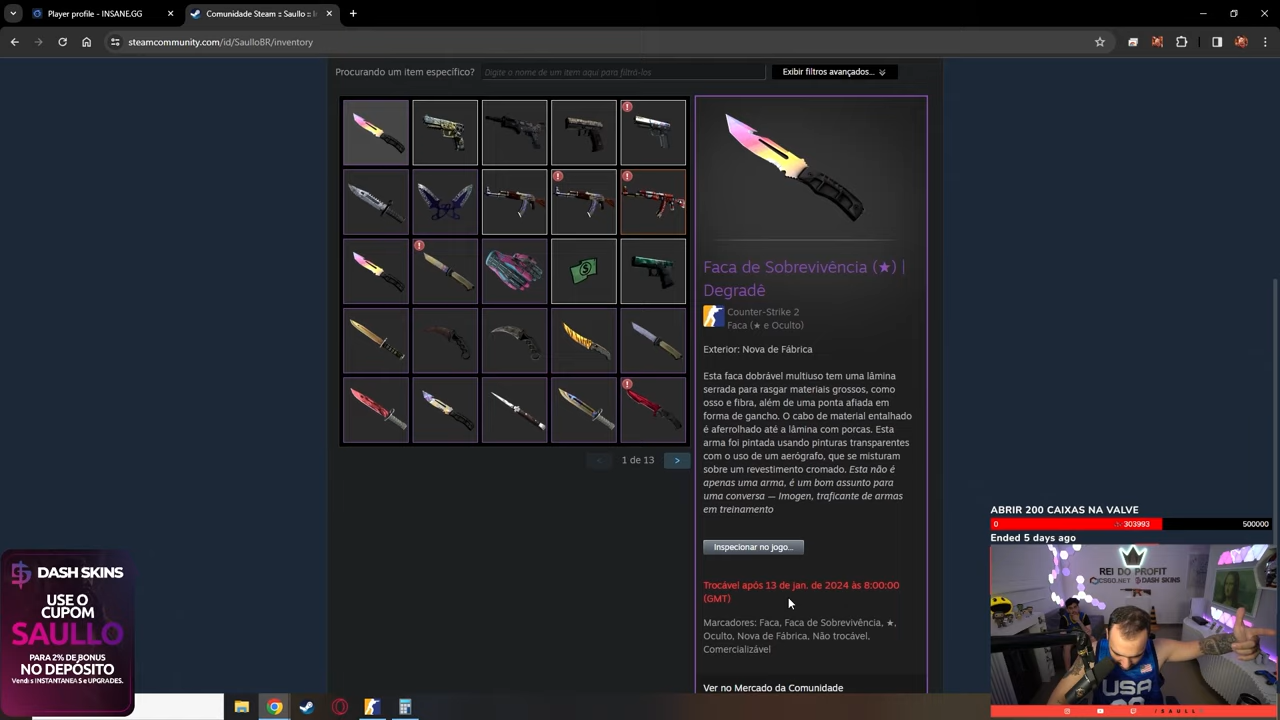 Player profile - INSANE.GG
Comunidade Steam :: Saullo :: I
steamcommunity.com/id/SaulloBR/inventory
Procurando um item específico?
Digite o nome de um item aqui para filtrá-los
Exibir filtros avançados...
1 de 13
>
Faca de Sobrevivência (★) |
Degradê
Counter-Strike 2
Faca (★ e Oculto)
Exterior: Nova de Fábrica
Esta faca dobrável multiuso tem uma lâmina
serrada para rasgar materiais grossos, como
osso e fibra, além de uma ponta afiada em
forma de gancho. O cabo de material entalhado
é aferrolhado até a lâmina com porcas. Esta
arma foi pintada usando pinturas transparentes
com o uso de um aerógrafo, que se misturam
sobre um revestimento cromado. Esta não é
apenas uma arma, é um bom assunto para
uma conversa — Imogen, traficante de armas
em treinamento
Inspecionar no jogo...
Trocável após 13 de jan. de 2024 às 8:00:00
(GMT)
Marcadores: Faca, Faca de Sobrevivência, ★,
Oculto, Nova de Fábrica, Não trocável,
Comercializável
Ver no Mercado da Comunidade
ABRIR 200 CAIXAS NA VALVE
0
303993
500000
Ended 5 days ago
REI DO PROFIT
CSGO.NET DASH SKINS
USA
/SAULL
DASH SKINS
USE O
CUPOM
SAULLO
PARA 2% DE BONUS
NO DEPÓSITO